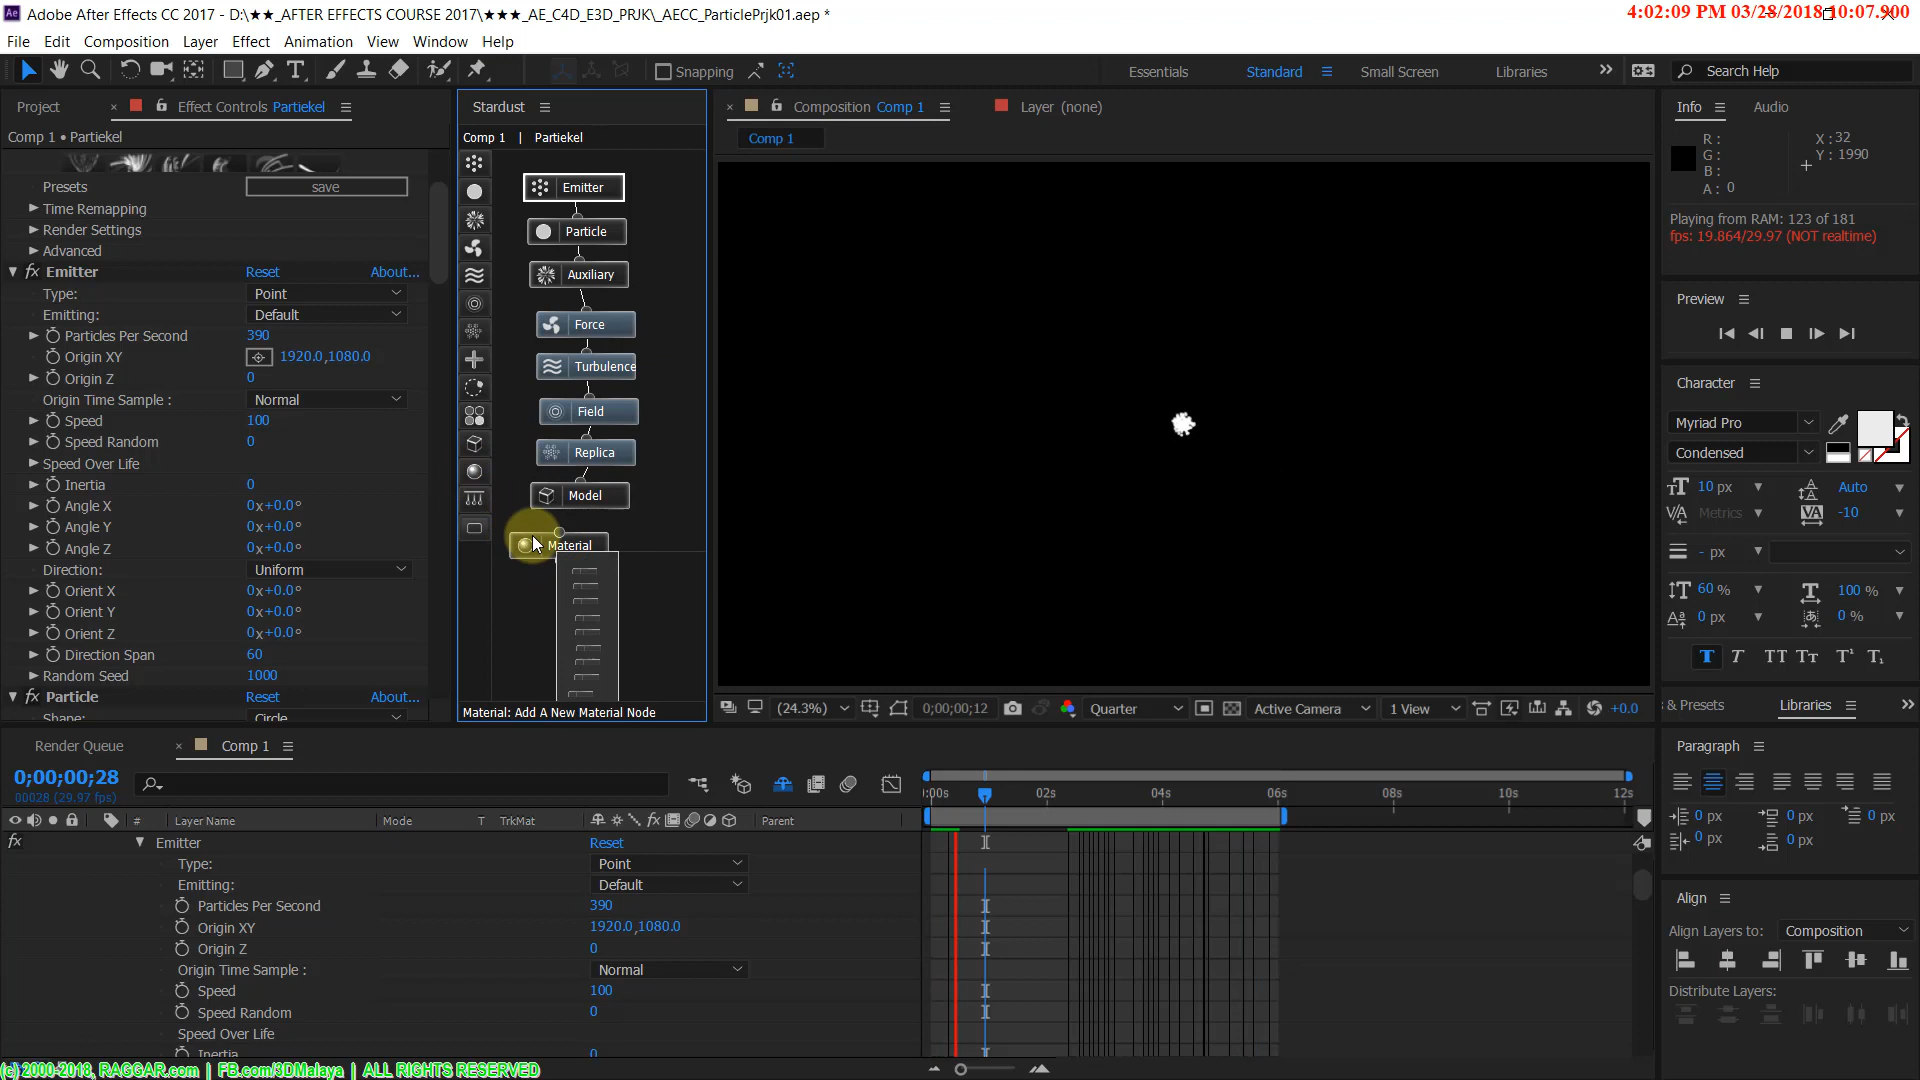 Adobe After Effects CC 2017 - D:\★★_AFTER EFFECTS COURSE 2017\★★★_AE_C4D_E3D_PRJK\_AECC_ParticlePrjk01.aep *
4:02:09 PM 03/28/2018 10:07.900
File Edit Composition Layer Effect Animation View Window Help
Snapping
Essentials Standard Small Screen Libraries Search Help
Project Effect Controls Partiekel
Comp 1 • Partiekel
Presets save
Time Remapping
Render Settings
Advanced
fx Emitter Reset About...
Type: Point
Emitting: Default
Particles Per Second 390
Origin XY 1920.0,1080.0
Origin Z 0
Origin Time Sample : Normal
Speed 100
Speed Random 0
Speed Over Life
Inertia 0
Angle X 0x+0.0°
Angle Y 0x+0.0°
Angle Z 0x+0.0°
Direction: Uniform
Orient X 0x+0.0°
Orient Y 0x+0.0°
Orient Z 0x+0.0°
Direction Span 60
Random Seed 1000
fx Particle Reset About...
Shape: Circle
Stardust
Comp 1 | Partiekel
Emitter
Particle
Auxiliary
Force
Turbulence
Field
Replica
Model
Material
Material: Add A New Material Node
Composition Comp 1 Layer (none)
Comp 1
(24.3%) 0;00;00;12 Quarter Active Camera 1 View +0.0
Info Audio
R :
G :
B :
A : 0
X : 32
Y : 1990
Playing from RAM: 123 of 181
fps: 19.864/29.97 (NOT realtime)
Preview
Character
Myriad Pro
Condensed
10 px Auto
Metrics -10
- px
60 % 100 %
0 px 0 %
T T TT Tт T¹ T₁
& Presets Libraries
Paragraph
0 px 0 px 0 px
0 px 0 px
Align
Align Layers to: Composition
Distribute Layers:
Render Queue Comp 1
0;00;00;28
00028 (29.97 fps)
:00s 02s 04s 06s 08s 10s 12s
# Layer Name Mode T TrkMat Parent
fx Emitter Reset
Type: Point
Emitting: Default
Particles Per Second 390
Origin XY 1920.0,1080.0
Origin Z 0
Origin Time Sample : Normal
Speed 100
Speed Random 0
Speed Over Life
Inertia 0
(c) 2000-2018, RAGGAR.com | FB.com/3DMalaya | ALL RIGHTS RESERVED